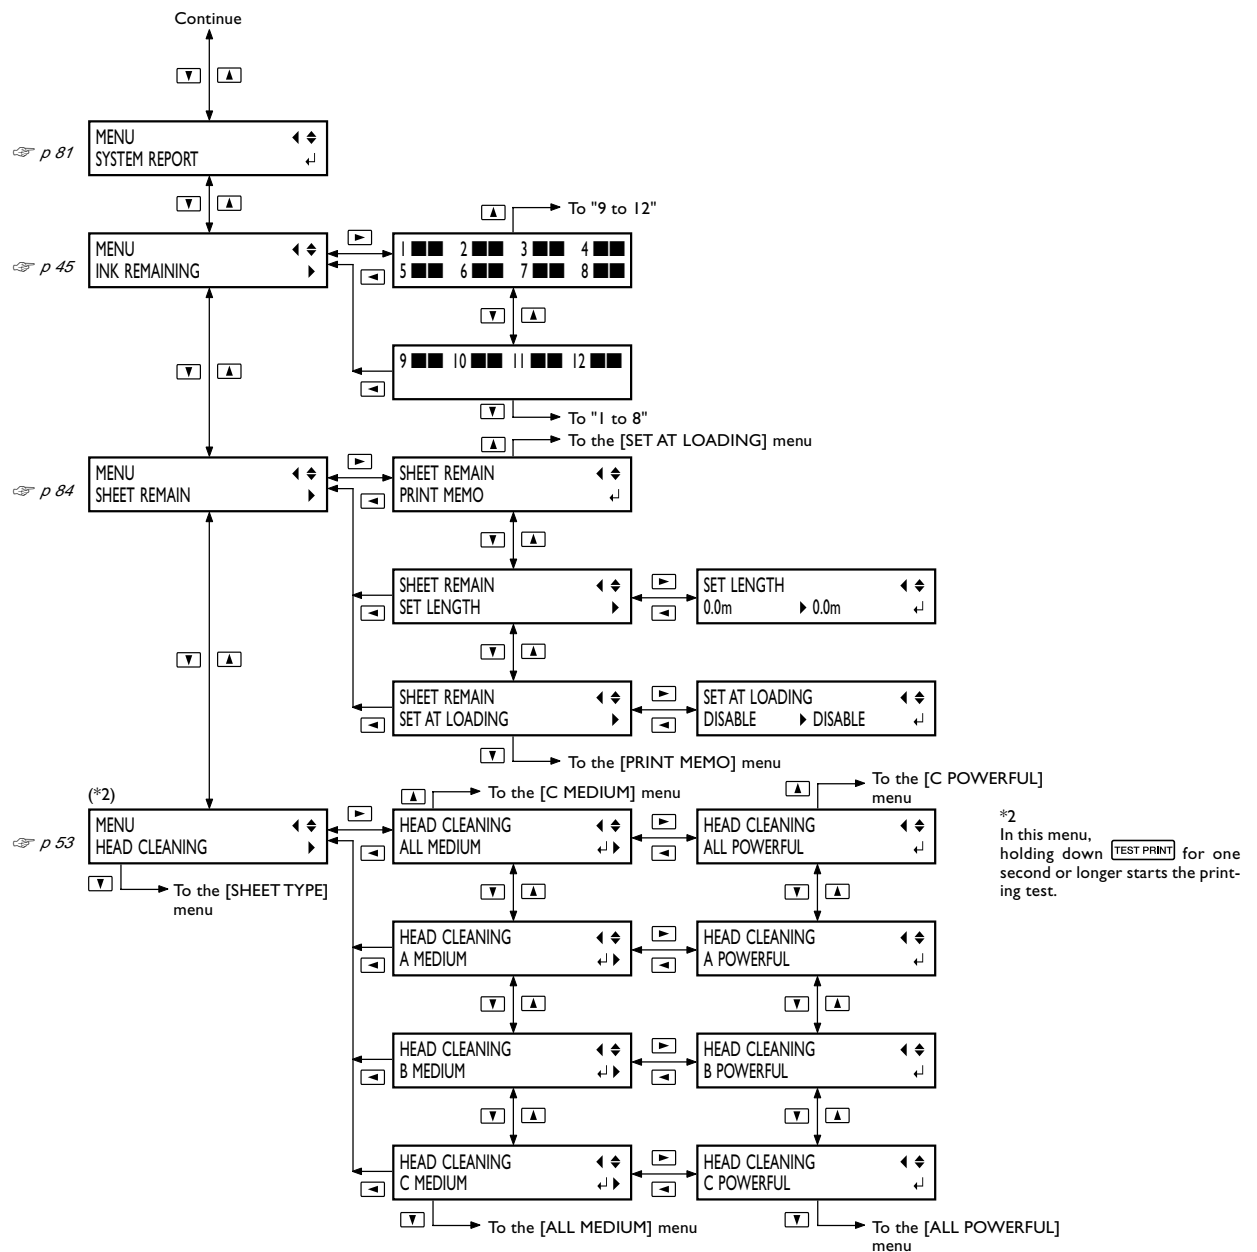 Continue
p 81
MENU
SYSTEM REPORT
To "9 to 12"
p 45
MENU
INK REMAINING
1 2 3 4
5 6 7 8
9 10 11 12
To "1 to 8"
To the [SET AT LOADING] menu
p 84
MENU
SHEET REMAIN
SHEET REMAIN
PRINT MEMO
SHEET REMAIN
SET LENGTH
SET LENGTH
0.0m 0.0m
SHEET REMAIN
SET AT LOADING
SET AT LOADING
DISABLE DISABLE
To the [PRINT MEMO] menu
(*2)
p 53
MENU
HEAD CLEANING
To the [SHEET TYPE]
menu
To the [C MEDIUM] menu
To the [C POWERFUL]
menu
HEAD CLEANING
ALL MEDIUM
HEAD CLEANING
ALL POWERFUL
*2
In this menu,
holding down TEST PRINT for one
second or longer starts the print-
ing test.
HEAD CLEANING
A MEDIUM
HEAD CLEANING
A POWERFUL
HEAD CLEANING
B MEDIUM
HEAD CLEANING
B POWERFUL
HEAD CLEANING
C MEDIUM
HEAD CLEANING
C POWERFUL
To the [ALL MEDIUM] menu
To the [ALL POWERFUL]
menu